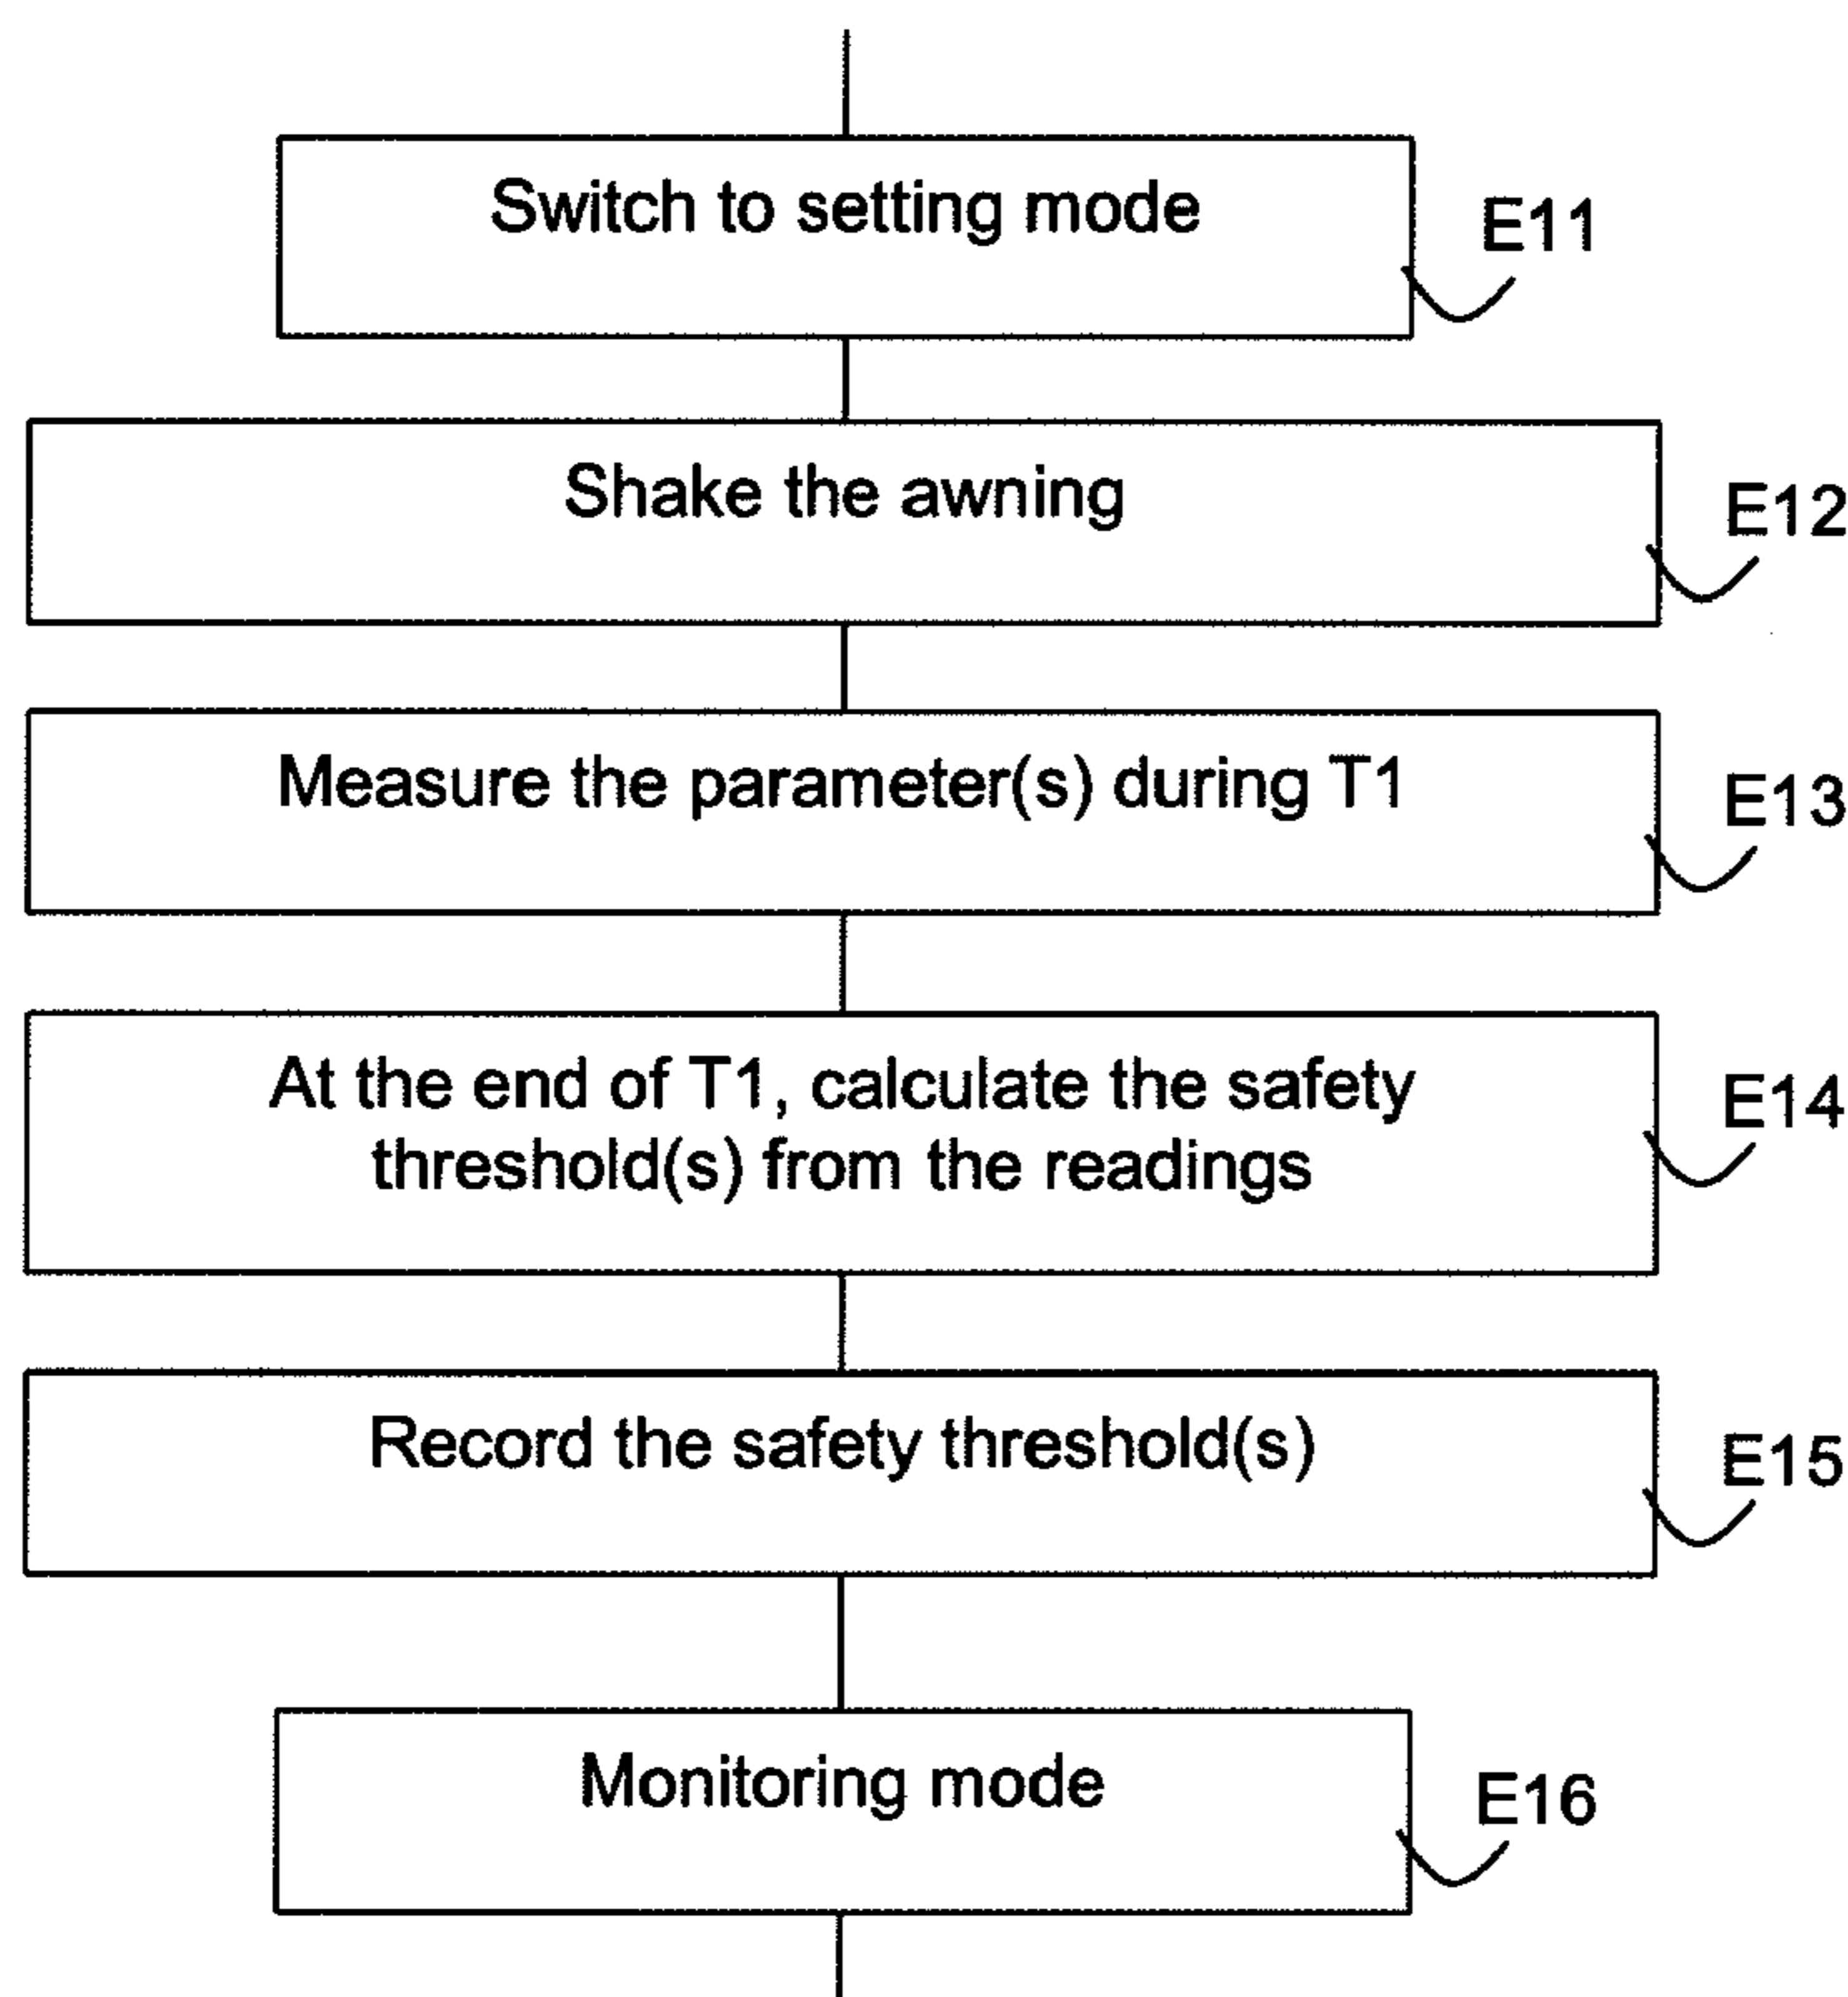 Switch to setting mode
E11
Shake the awning
E12
Measure the parameter(s) during T1
E13
At the end of T1, calculate the safety
threshold(s) from the readings
E14
Record the safety threshold(s)
E15
Monitoring mode
E16